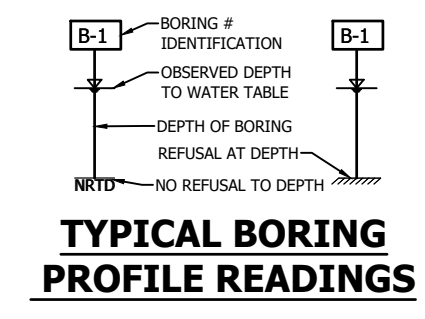 B-1
BORING #
IDENTIFICATION
B-1
OBSERVED DEPTH
TO WATER TABLE
DEPTH OF BORING
REFUSAL AT DEPTH
NRTD
NO REFUSAL TO DEPTH
TYPICAL BORING
PROFILE READINGS